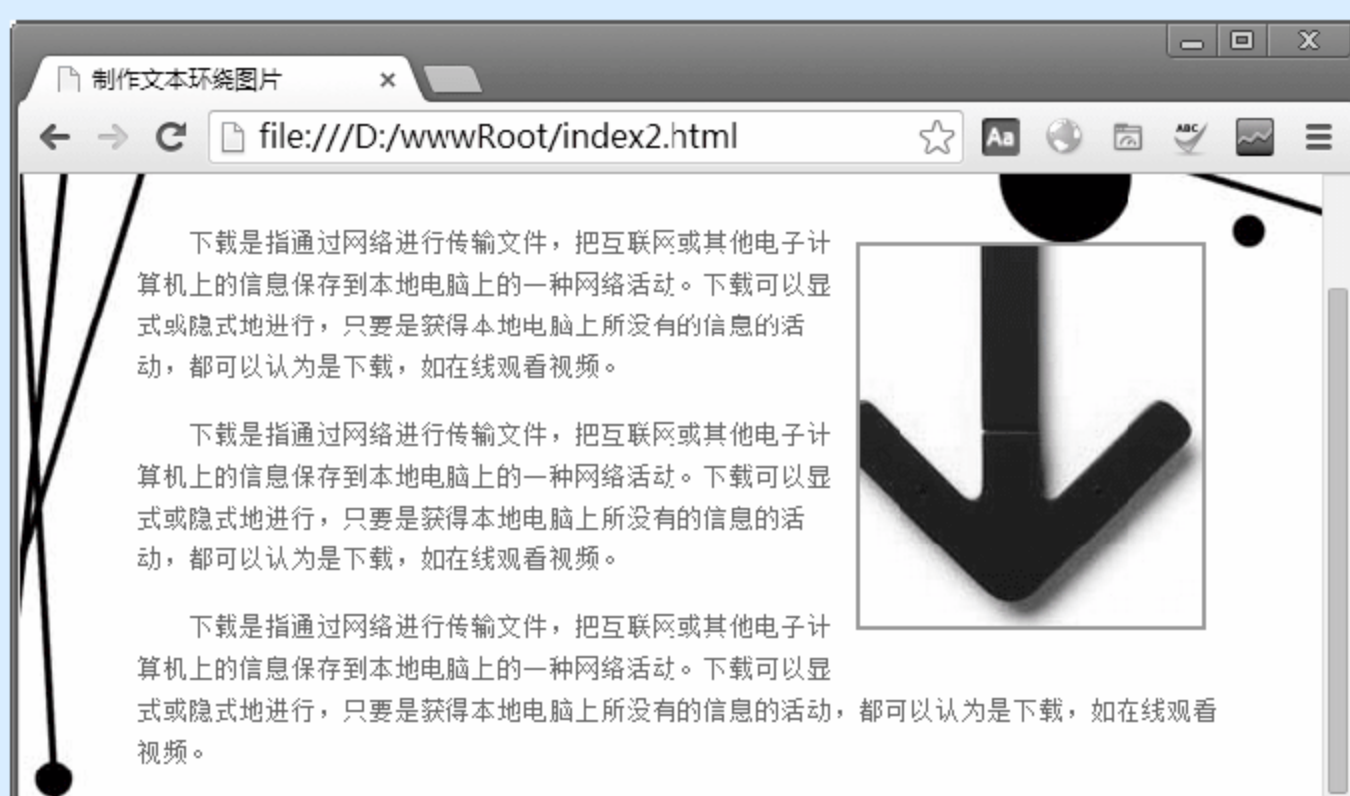 制作文本环绕图片
file:///D:/wwwRoot/index2.html
Aa
ABC
下载是指通过网络进行传输文件，把互联网或其他电子计
算机上的信息保存到本地电脑上的一种网络活动。下载可以显
式或隐式地进行，只要是获得本地电脑上所没有的信息的活
动，都可以认为是下载，如在线观看视频。
下载是指通过网络进行传输文件，把互联网或其他电子计
算机上的信息保存到本地电脑上的一种网络活动。下载可以显
式或隐式地进行，只要是获得本地电脑上所没有的信息的活
动，都可以认为是下载，如在线观看视频。
下载是指通过网络进行传输文件，把互联网或其他电子计
算机上的信息保存到本地电脑上的一种网络活动。下载可以显
式或隐式地进行，只要是获得本地电脑上所没有的信息的活动，都可以认为是下载，如在线观看
视频。